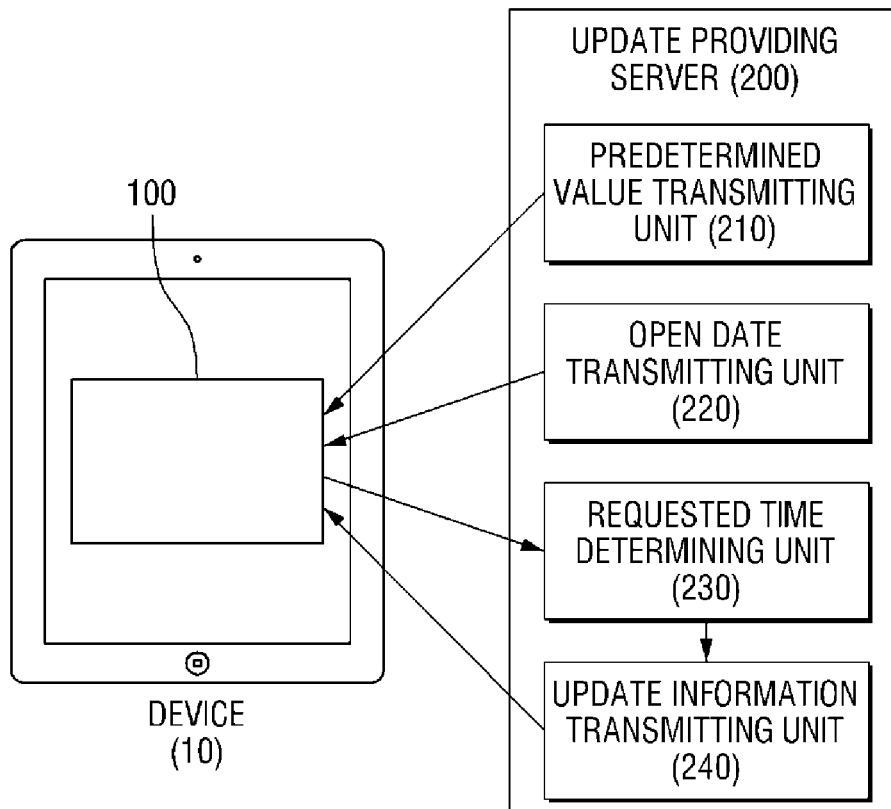 UPDATE PROVIDING
SERVER (200)
PREDETERMINED
VALUE TRANSMITTING
UNIT (210)
100
OPEN DATE
TRANSMITTING UNIT
(220)
REQUESTED TIME
DETERMINING UNIT
(230)
UPDATE INFORMATION
TRANSMITTING UNIT
(240)
DEVICE
(10)